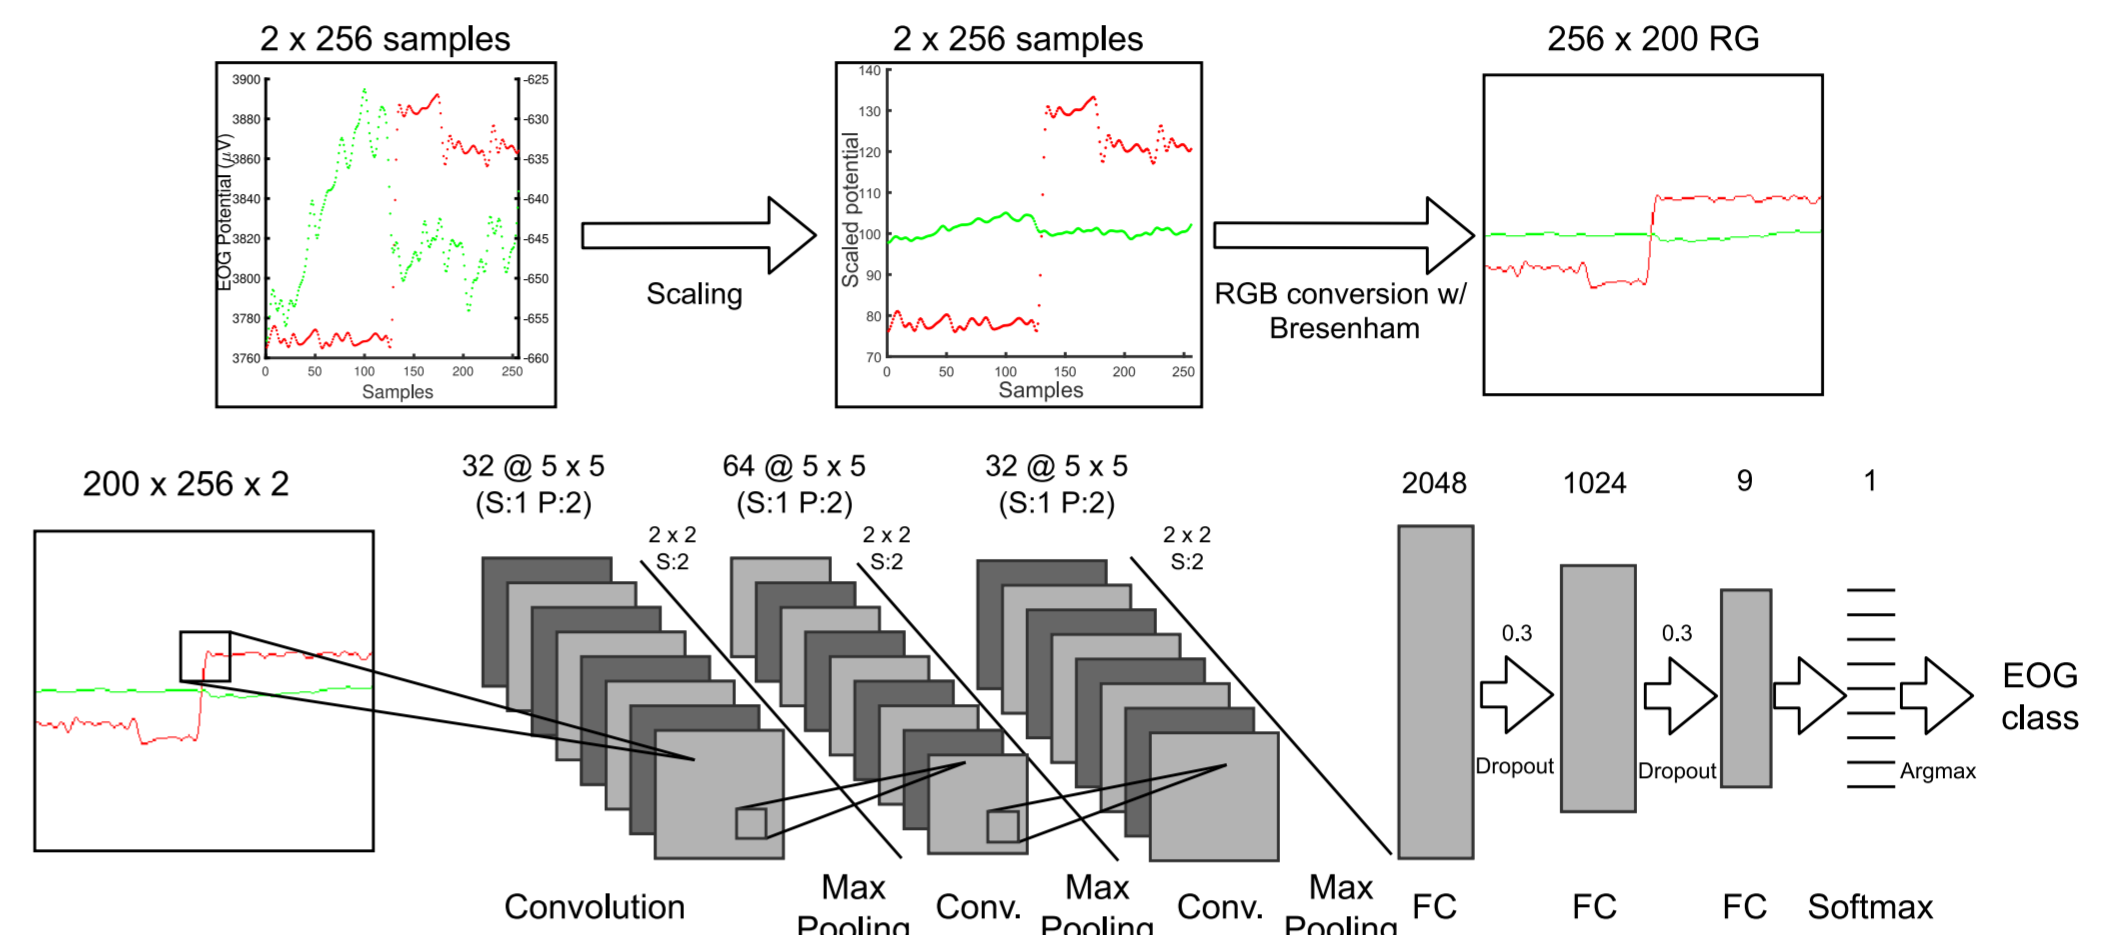 2 x 256 samples
2 x 256 samples
256 x 200 RG
EOG Potential (μV)
3900
3880
3860
3840
3820
3800
3780
3760
-625
-630
-635
-640
-645
-650
-655
-660
0 50 100 150 200 250
Samples
Scaling
Scaled potential
140
130
120
110
100
90
80
70
0 50 100 150 200 250
Samples
RGB conversion w/
Bresenham
200 x 256 x 2
32 @ 5 x 5
(S:1 P:2)
2 x 2
S:2
64 @ 5 x 5
(S:1 P:2)
2 x 2
S:2
32 @ 5 x 5
(S:1 P:2)
2 x 2
S:2
2048
1024
9
1
0.3
Dropout
0.3
Dropout
Argmax
EOG
class
Convolution
Max
Pooling
Conv.
Max
Pooling
Conv.
Max
Pooling
FC
FC
FC
Softmax